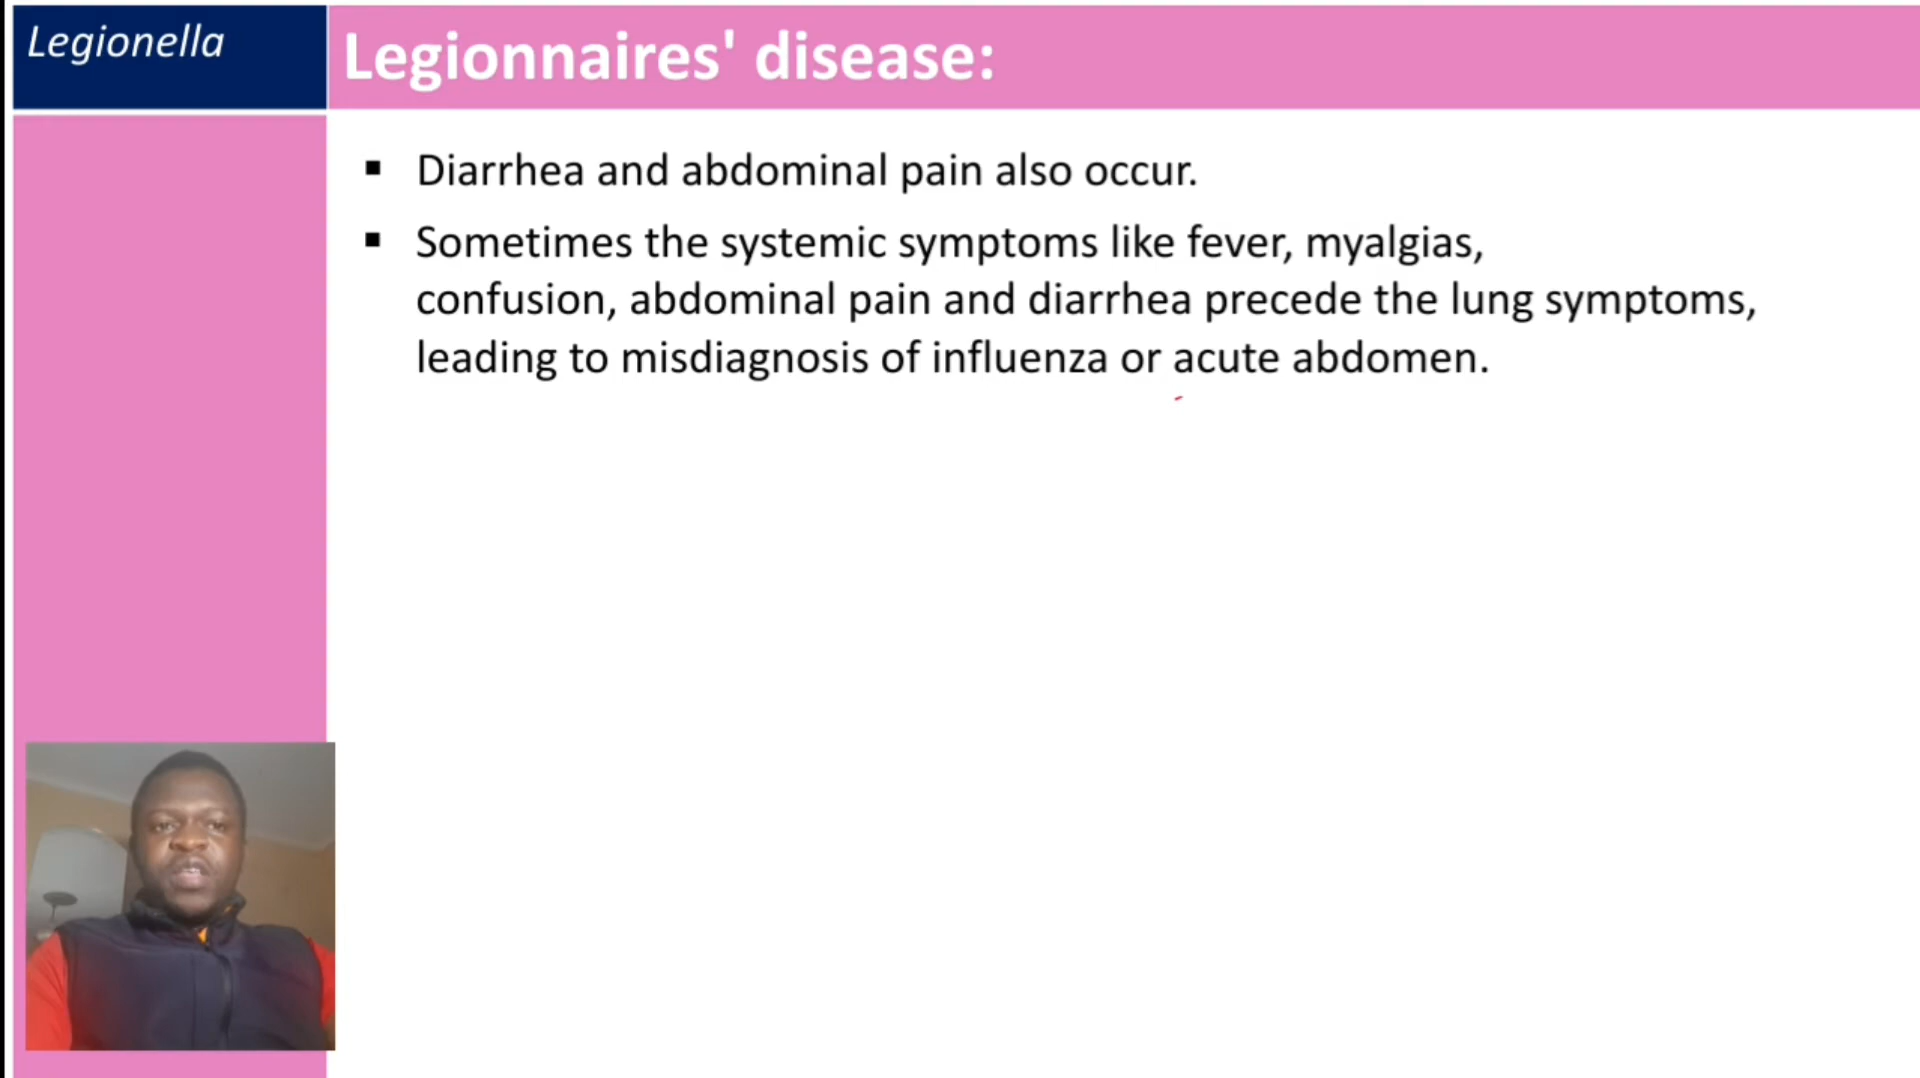 Legionella
Legionnaires' disease:
▪ Diarrhea and abdominal pain also occur.
▪ Sometimes the systemic symptoms like fever, myalgias,
confusion, abdominal pain and diarrhea precede the lung symptoms,
leading to misdiagnosis of influenza or acute abdomen.